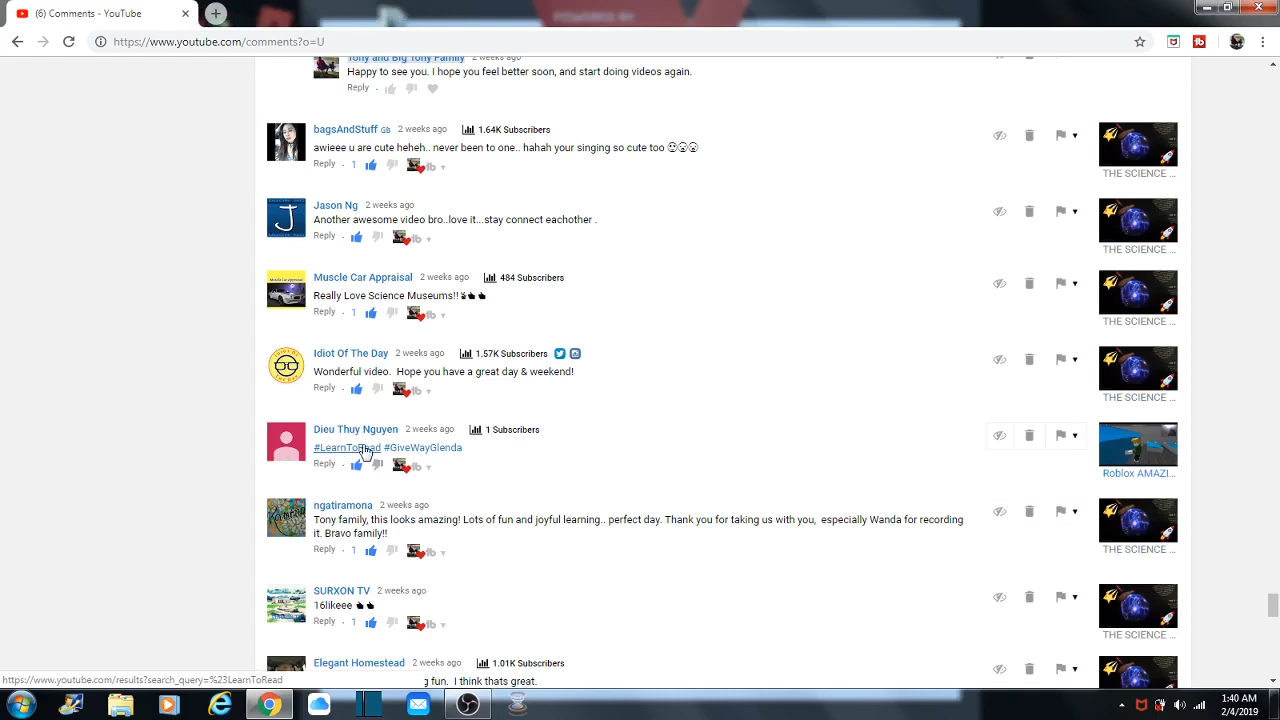 POWERED BY
(6) Comments - YouTube
https://www.youtube.com/comments?o=U
Tony and Big Tony Family 2 weeks ago
Happy to see you. I hope you feel better soon, and start doing videos again.
Reply
bagsAndStuff GB 2 weeks ago 1.64K Subscribers
awieee u are cute heheh.. never been to one.. hahah your singing so cute too
Reply 1
THE SCIENCE ...
Jason Ng 2 weeks ago
Another awesome video bro..love it...stay connect eachother .
Reply
THE SCIENCE ...
Muscle Car Appraisal 2 weeks ago 484 Subscribers
Really Love Science Museums!!
Reply 1
THE SCIENCE ...
Idiot Of The Day 2 weeks ago 1.57K Subscribers
Wonderful video. Hope you have a great day & weekend!
Reply
THE SCIENCE ...
Dieu Thuy Nguyen 2 weeks ago 1 Subscribers
#LearnToRead #GiveWayGlenda
Reply
Roblox AMAZI...
ngatiramona 2 weeks ago
Tony family, this looks amazing! Lots of fun and joyful learning.. perfect day. Thank you for taking us with you, especially Wanda for recording
it. Bravo family!!
Reply 1
THE SCIENCE ...
SURXON TV 2 weeks ago
16likeee
Reply 1
THE SCIENCE ...
Elegant Homestead 2 weeks ago 1.01K Subscribers
g fun. I think thats great.
https://www.youtube.com/results?search_query=%23LearnToRead
1:40 AM
2/4/2019